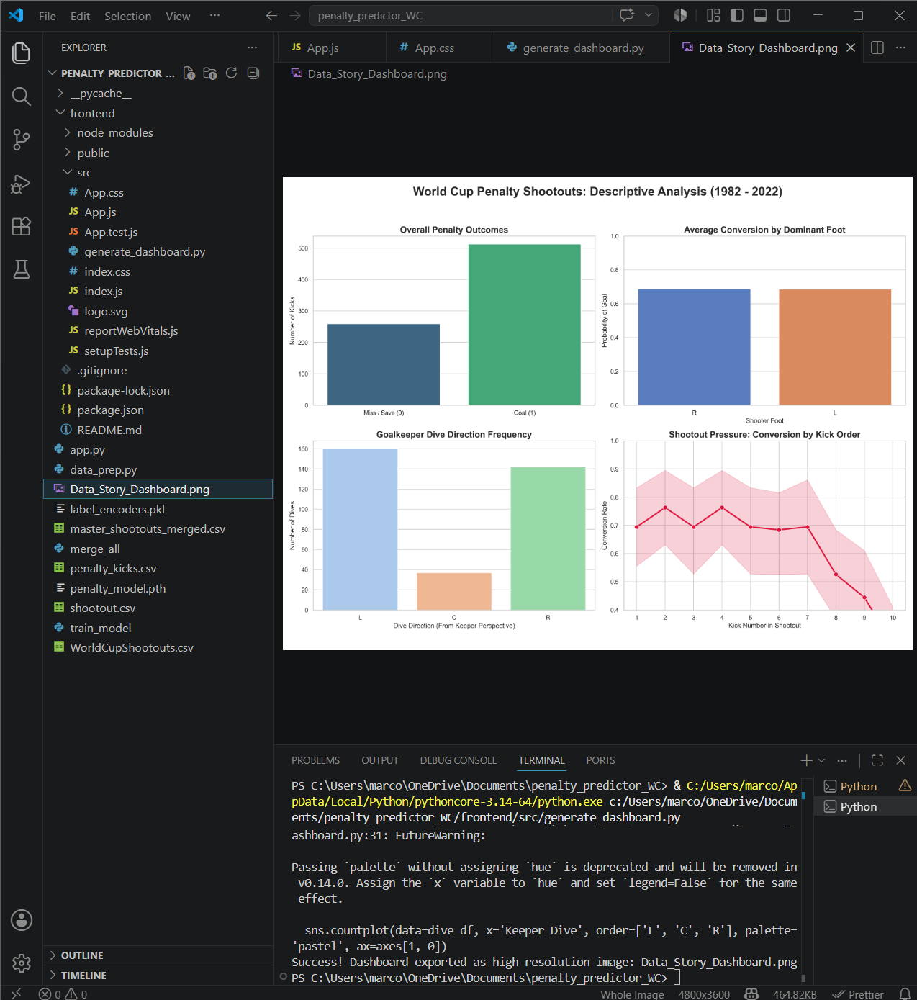 File Edit Selection View ··· penalty_predictor_WC
EXPLORER
PENALTY_PREDICTOR_...
__pycache__
frontend
node_modules
public
src
# App.css
JS App.js
JS App.test.js
generate_dashboard.py
# index.css
JS index.js
logo.svg
JS reportWebVitals.js
JS setupTests.js
.gitignore
{} package-lock.json
{} package.json
README.md
app.py
data_prep.py
Data_Story_Dashboard.png
label_encoders.pkl
master_shootouts_merged.csv
merge_all
penalty_kicks.csv
penalty_model.pth
shootout.csv
train_model
WorldCupShootouts.csv
OUTLINE
TIMELINE
JS App.js # App.css generate_dashboard.py Data_Story_Dashboard.png
Data_Story_Dashboard.png
World Cup Penalty Shootouts: Descriptive Analysis (1982 - 2022)
Overall Penalty Outcomes
Number of Kicks
500
400
300
200
100
0
Miss / Save (0) Goal (1)
Average Conversion by Dominant Foot
Probability of Goal
1.0
0.8
0.6
0.4
0.2
0.0
R L
Shooter Foot
Goalkeeper Dive Direction Frequency
Number of Dives
160
140
120
100
80
60
40
20
0
L C R
Dive Direction (From Keeper Perspective)
Shootout Pressure: Conversion by Kick Order
Conversion Rate
1.0
0.9
0.8
0.7
0.6
0.5
0.4
1 2 3 4 5 6 7 8 9 10
Kick Number in Shootout
PROBLEMS OUTPUT DEBUG CONSOLE TERMINAL PORTS
PS C:\Users\marco\OneDrive\Documents\penalty_predictor_WC> & C:/Users/marco/Ap
pData/Local/Python/pythoncore-3.14-64/python.exe c:/Users/marco/OneDrive/Docum
ents/penalty_predictor_WC/frontend/src/generate_dashboard.py
ashboard.py:31: FutureWarning:
Passing `palette` without assigning `hue` is deprecated and will be removed in
v0.14.0. Assign the `x` variable to `hue` and set `legend=False` for the same
effect.
sns.countplot(data=dive_df, x='Keeper_Dive', order=['L', 'C', 'R'], palette=
'pastel', ax=axes[1, 0])
Success! Dashboard exported as high-resolution image: Data_Story_Dashboard.png
PS C:\Users\marco\OneDrive\Documents\penalty_predictor_WC>
Python
Python
0 0 Whole Image 4800x3600 464.82KB Prettier